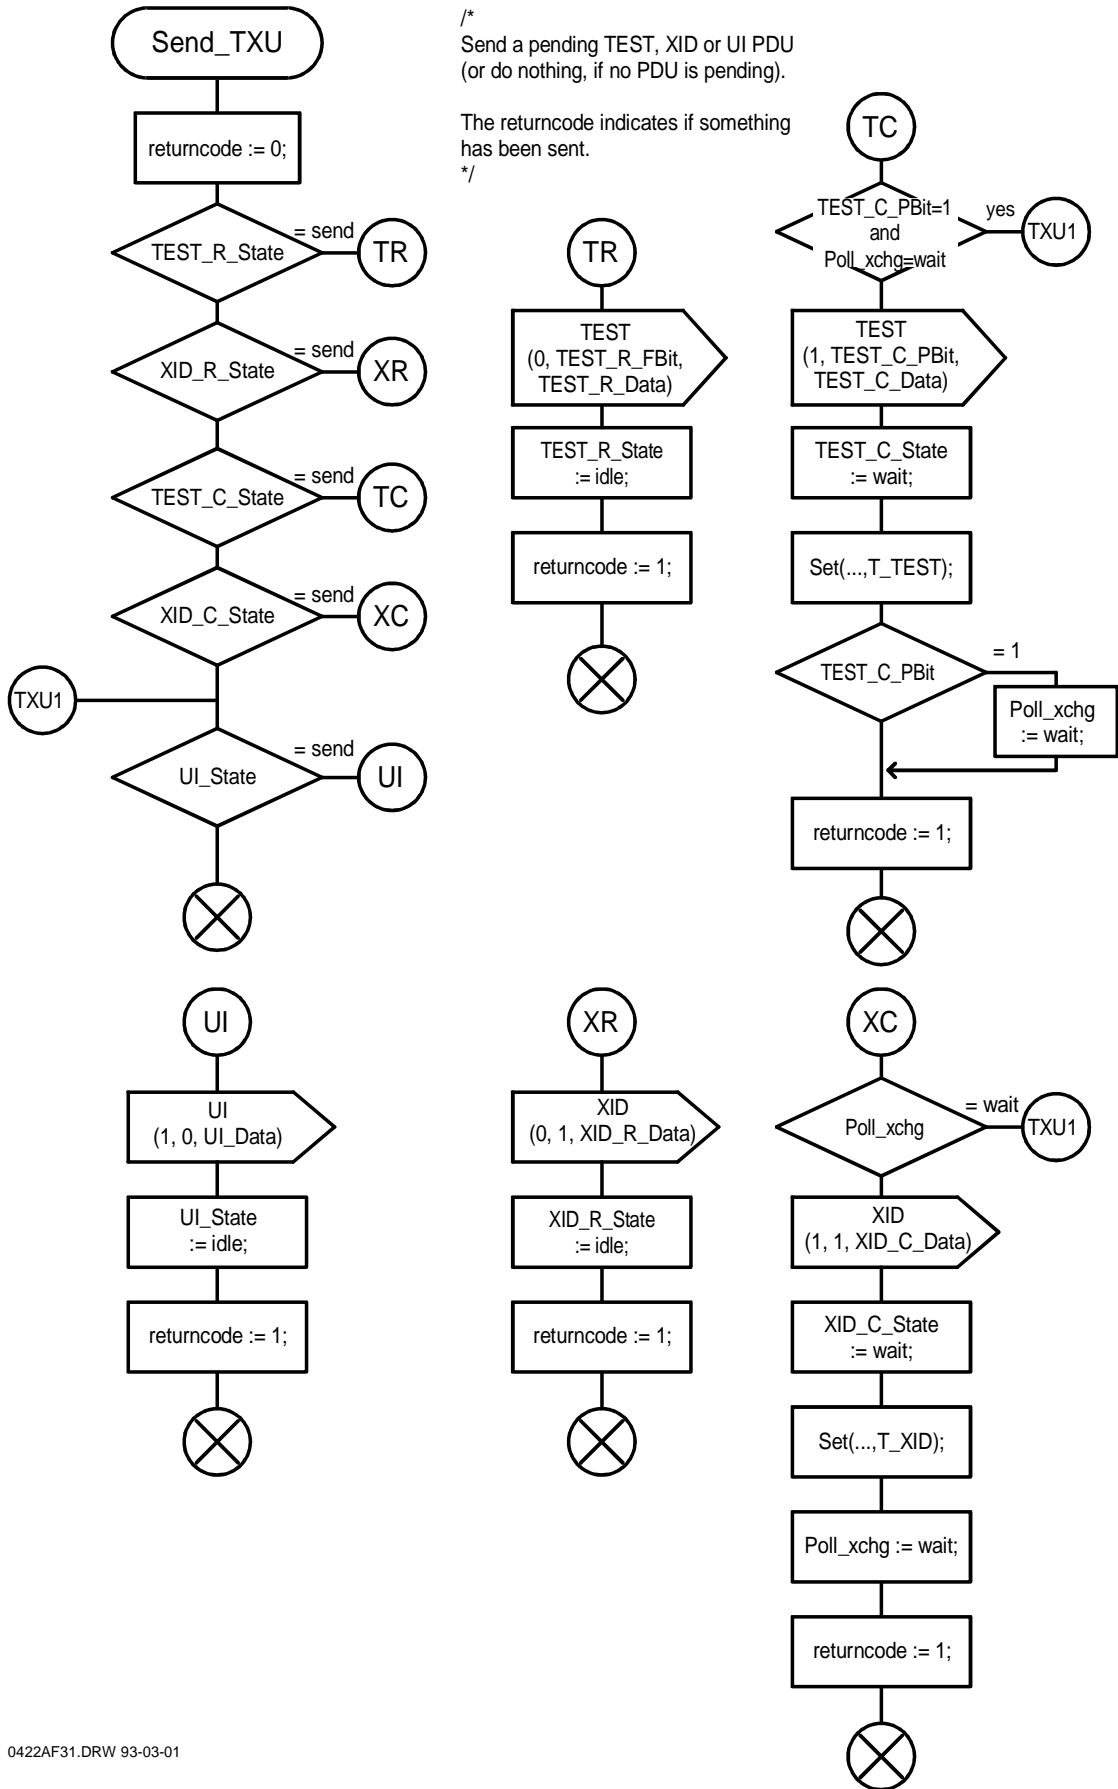 Send_TXU
/*
Send a pending TEST, XID or UI PDU
(or do nothing, if no PDU is pending).
The returncode indicates if something
has been sent.
*/
returncode := 0;
TEST_R_State
= send
TR
XID_R_State
= send
XR
TEST_C_State
= send
TC
XID_C_State
= send
XC
TXU1
UI_State
= send
UI
TR
TEST
(0, TEST_R_FBit,
TEST_R_Data)
TEST_R_State
:= idle;
returncode := 1;
TC
TEST_C_PBit=1
and
Poll_xchg=wait
yes
TXU1
TEST
(1, TEST_C_PBit,
TEST_C_Data)
TEST_C_State
:= wait;
Set(...,T_TEST);
TEST_C_PBit
= 1
Poll_xchg
:= wait;
returncode := 1;
UI
UI
(1, 0, UI_Data)
UI_State
:= idle;
returncode := 1;
XR
XID
(0, 1, XID_R_Data)
XID_R_State
:= idle;
returncode := 1;
XC
Poll_xchg
= wait
TXU1
XID
(1, 1, XID_C_Data)
XID_C_State
:= wait;
Set(...,T_XID);
Poll_xchg := wait;
returncode := 1;
0422AF31.DRW 93-03-01